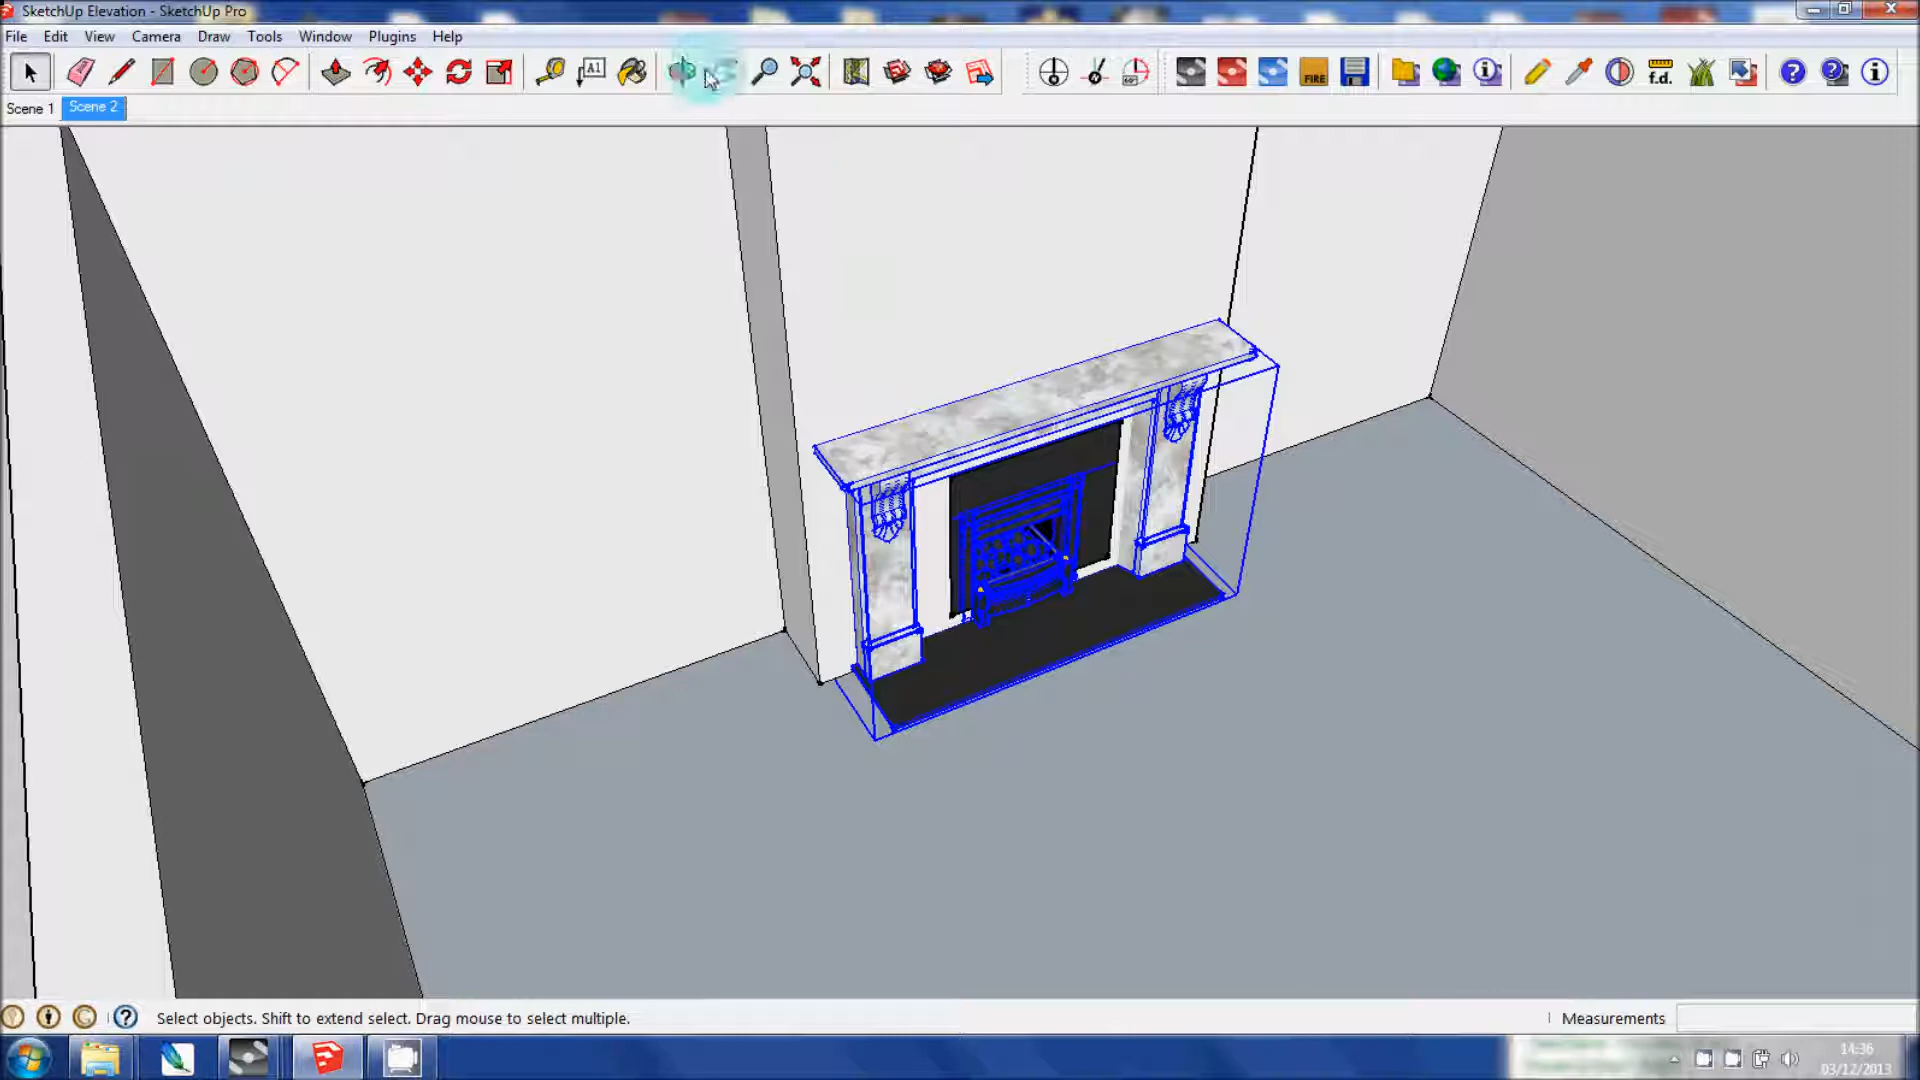 SketchUp Elevation - SketchUp Pro
File Edit View Camera Draw Tools Window Plugins Help
A1
FIRE
f.d.
Scene 1 Scene 2
Select objects. Shift to extend select. Drag mouse to select multiple.
Measurements
14:36
03/12/2013